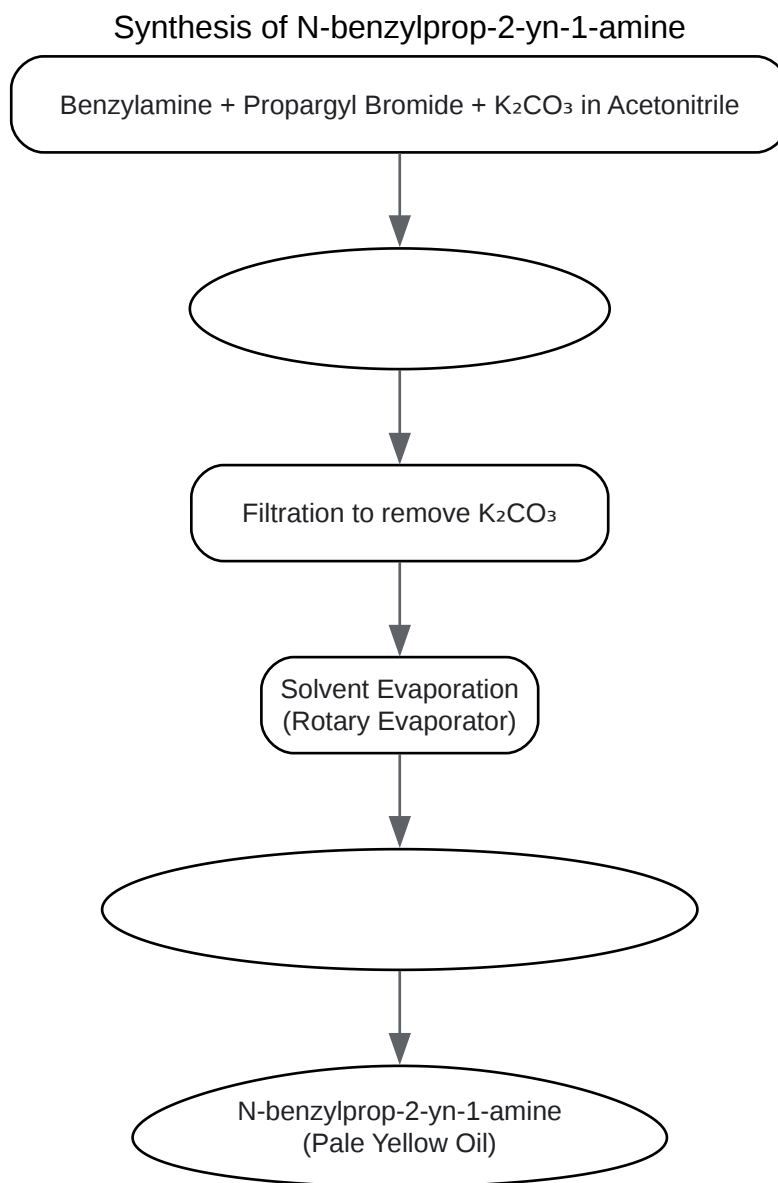 Synthesis of N-benzylprop-2-yn-1-amine
Benzylamine + Propargyl Bromide + K₂CO₃ in Acetonitrile
Filtration to remove K₂CO₃
Solvent Evaporation
(Rotary Evaporator)
N-benzylprop-2-yn-1-amine
(Pale Yellow Oil)